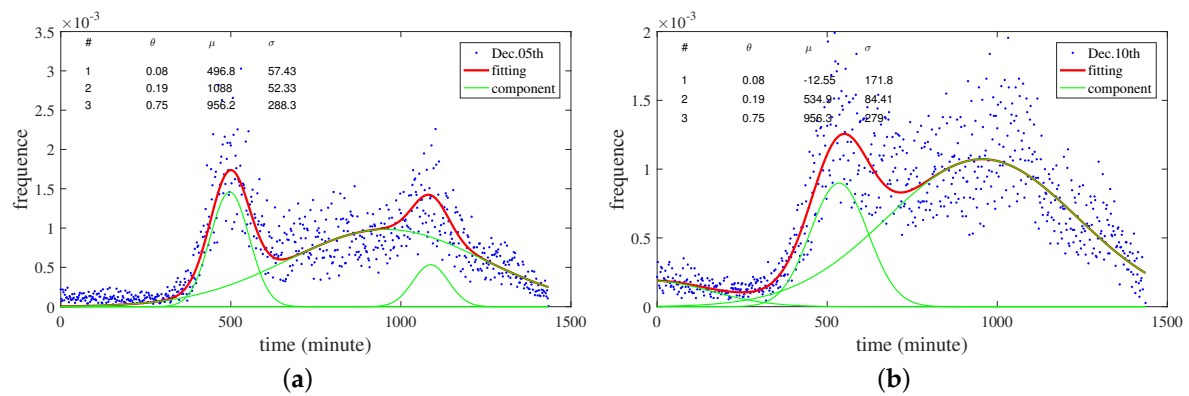 ×10⁻³
3.5
3
2.5
2
1.5
1
0.5
0
frequence
# θ μ σ
1 0.08 496.8 57.43
2 0.19 1088 52.33
3 0.75 956.2 288.3
Dec.05th
fitting
component
0 500 1000 1500
time (minute)
(a)
×10⁻³
2
1.5
1
0.5
0
frequence
# θ μ σ
1 0.08 -12.55 171.8
2 0.19 534.9 84.41
3 0.75 956.3 279
Dec.10th
fitting
component
0 500 1000 1500
time (minute)
(b)